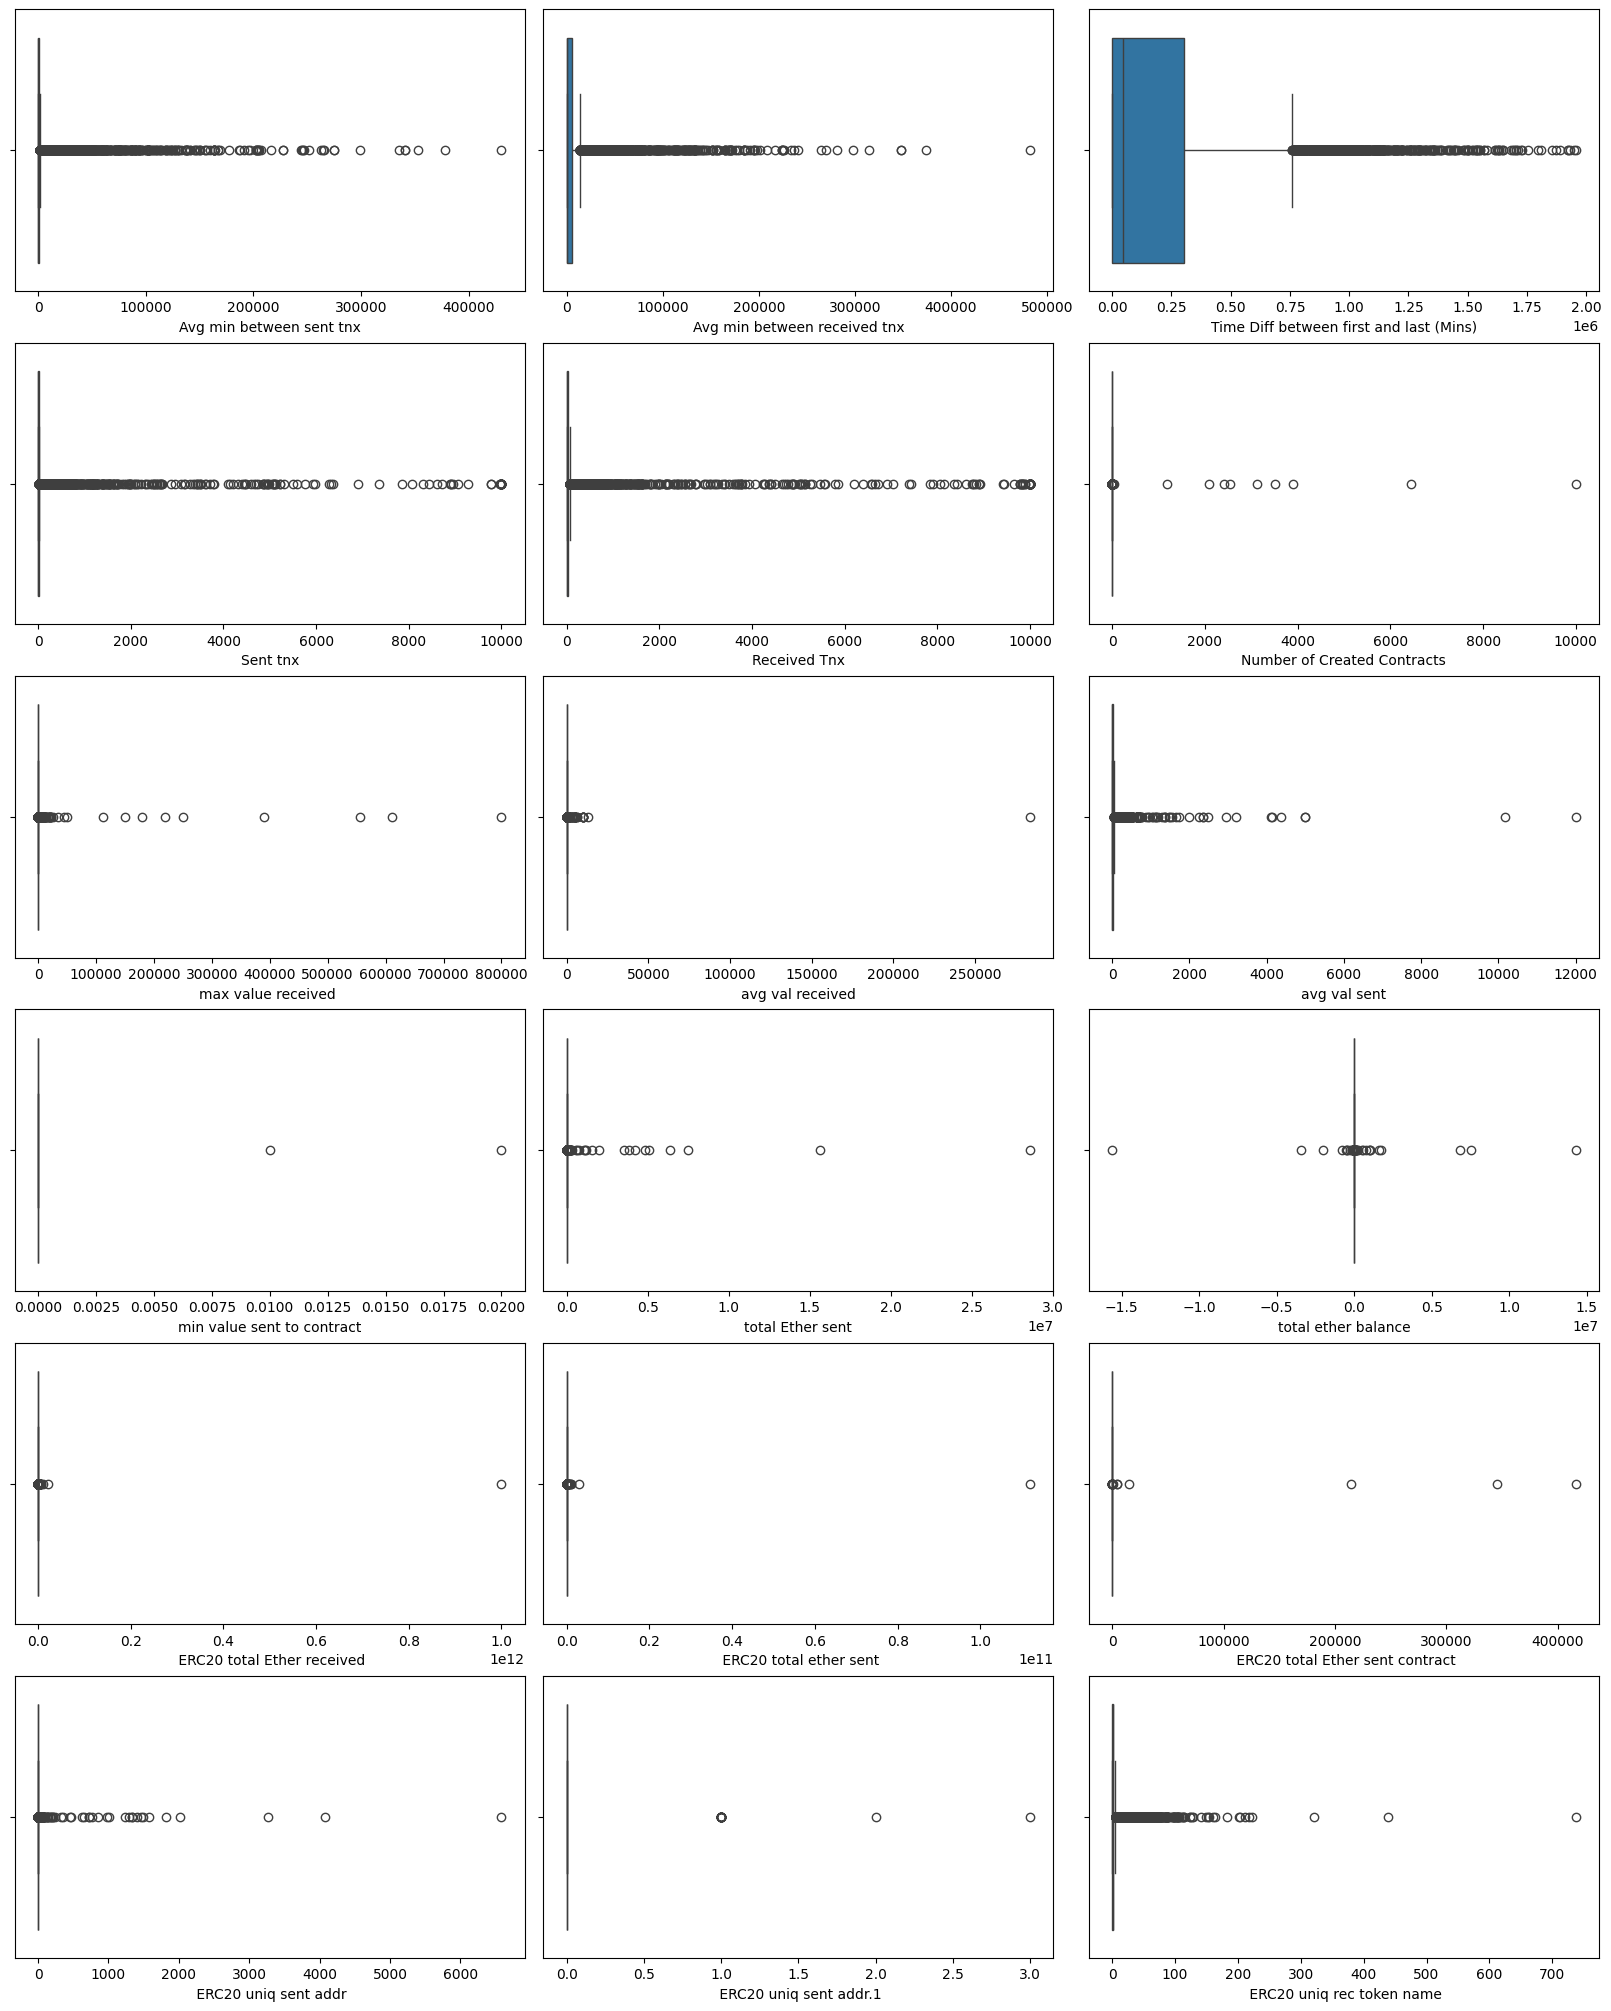 0 100000 200000 300000 400000
Avg min between sent tnx
0 100000 200000 300000 400000 500000
Avg min between received tnx
0.00 0.25 0.50 0.75 1.00 1.25 1.50 1.75 2.00
1e6
Time Diff between first and last (Mins)
0 2000 4000 6000 8000 10000
Sent tnx
0 2000 4000 6000 8000 10000
Received Tnx
0 2000 4000 6000 8000 10000
Number of Created Contracts
0 100000 200000 300000 400000 500000 600000 700000 800000
max value received
0 50000 100000 150000 200000 250000
avg val received
0 2000 4000 6000 8000 10000 12000
avg val sent
0.0000 0.0025 0.0050 0.0075 0.0100 0.0125 0.0150 0.0175 0.0200
min value sent to contract
0.0 0.5 1.0 1.5 2.0 2.5 3.0
1e7
total Ether sent
−1.5 −1.0 −0.5 0.0 0.5 1.0 1.5
1e7
total ether balance
0.0 0.2 0.4 0.6 0.8 1.0
1e12
ERC20 total Ether received
0.0 0.2 0.4 0.6 0.8 1.0
1e11
ERC20 total ether sent
0 100000 200000 300000 400000
ERC20 total Ether sent contract
0 1000 2000 3000 4000 5000 6000
ERC20 uniq sent addr
0.0 0.5 1.0 1.5 2.0 2.5 3.0
ERC20 uniq sent addr.1
0 100 200 300 400 500 600 700
ERC20 uniq rec token name